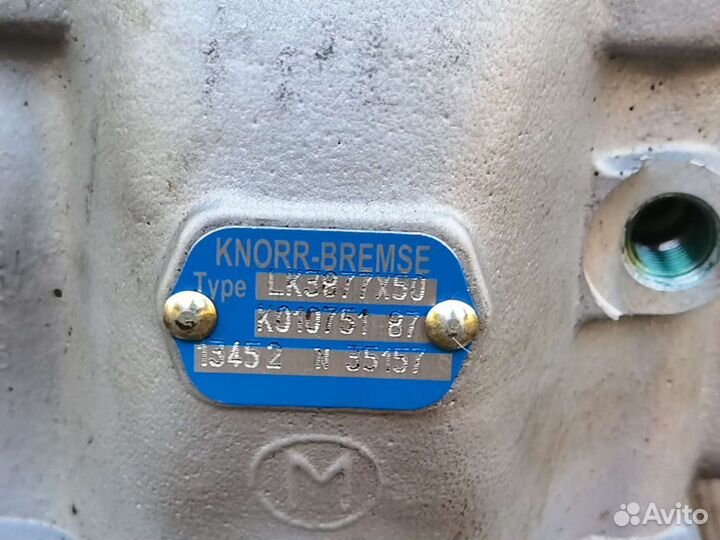 KNORR-BREMSE
Type LK3877X50
K010751 87
13452 N 35157
M
Avito